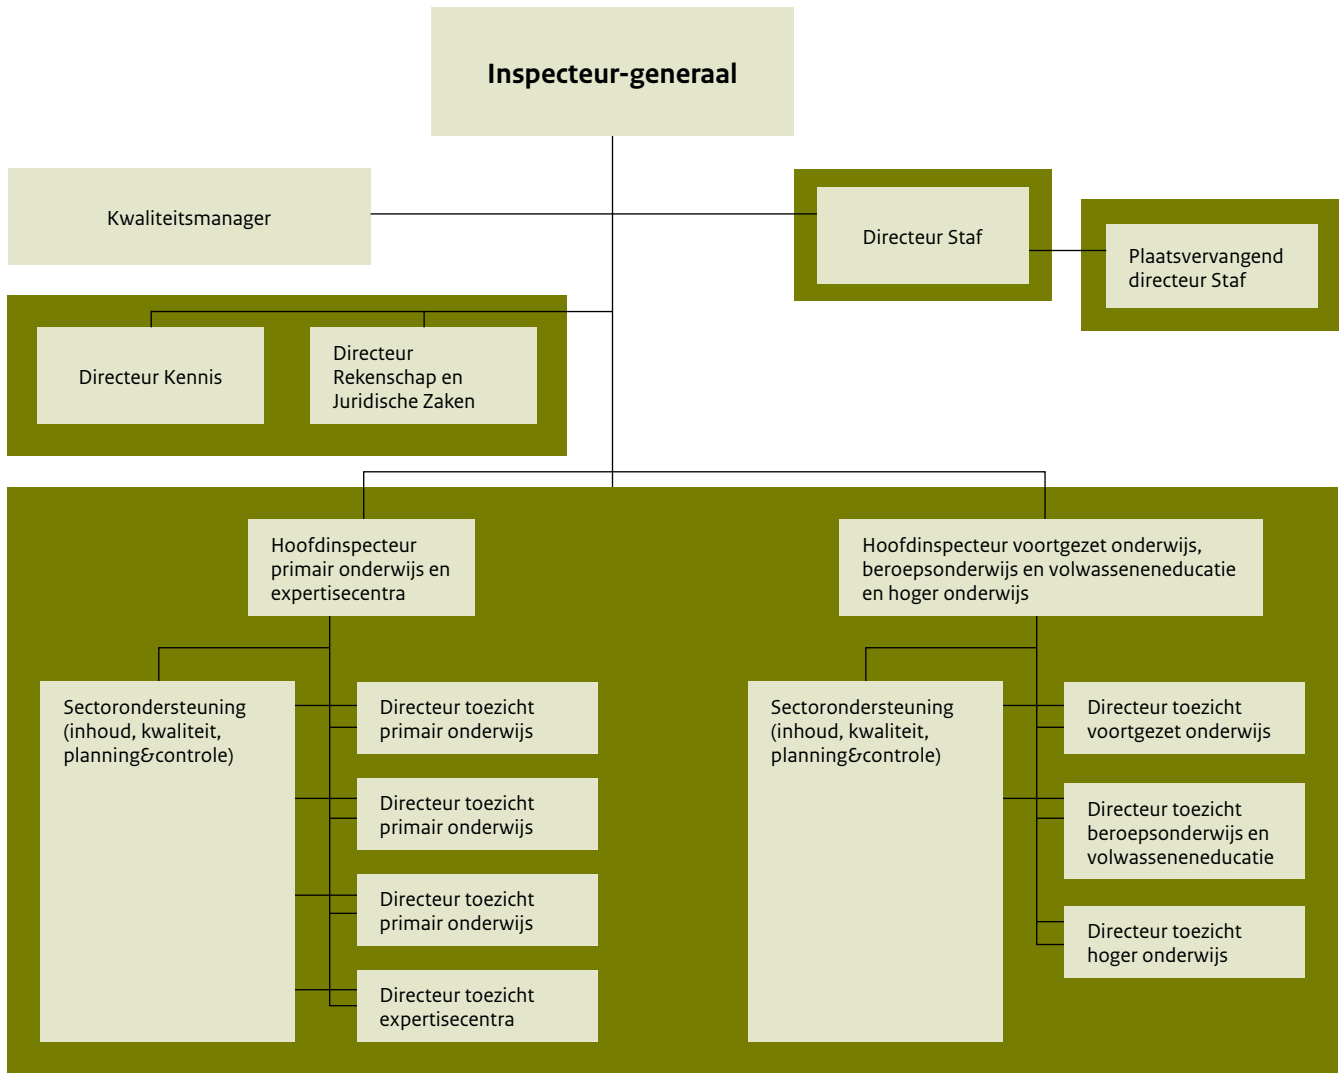 Inspecteur-generaal
Kwaliteitsmanager
Directeur Staf
Plaatsvervangend
directeur Staf
Directeur Kennis
Directeur
Rekenschap en
Juridische Zaken
Hoofdinspecteur
primair onderwijs en
expertisecentra
Hoofdinspecteur voortgezet onderwijs,
beroepsonderwijs en volwasseneneducatie
en hoger onderwijs
Sectorondersteuning
(inhoud, kwaliteit,
planning&controle)
Directeur toezicht
primair onderwijs
Directeur toezicht
primair onderwijs
Directeur toezicht
primair onderwijs
Directeur toezicht
expertisecentra
Sectorondersteuning
(inhoud, kwaliteit,
planning&controle)
Directeur toezicht
voortgezet onderwijs
Directeur toezicht
beroepsonderwijs en
volwasseneneducatie
Directeur toezicht
hoger onderwijs